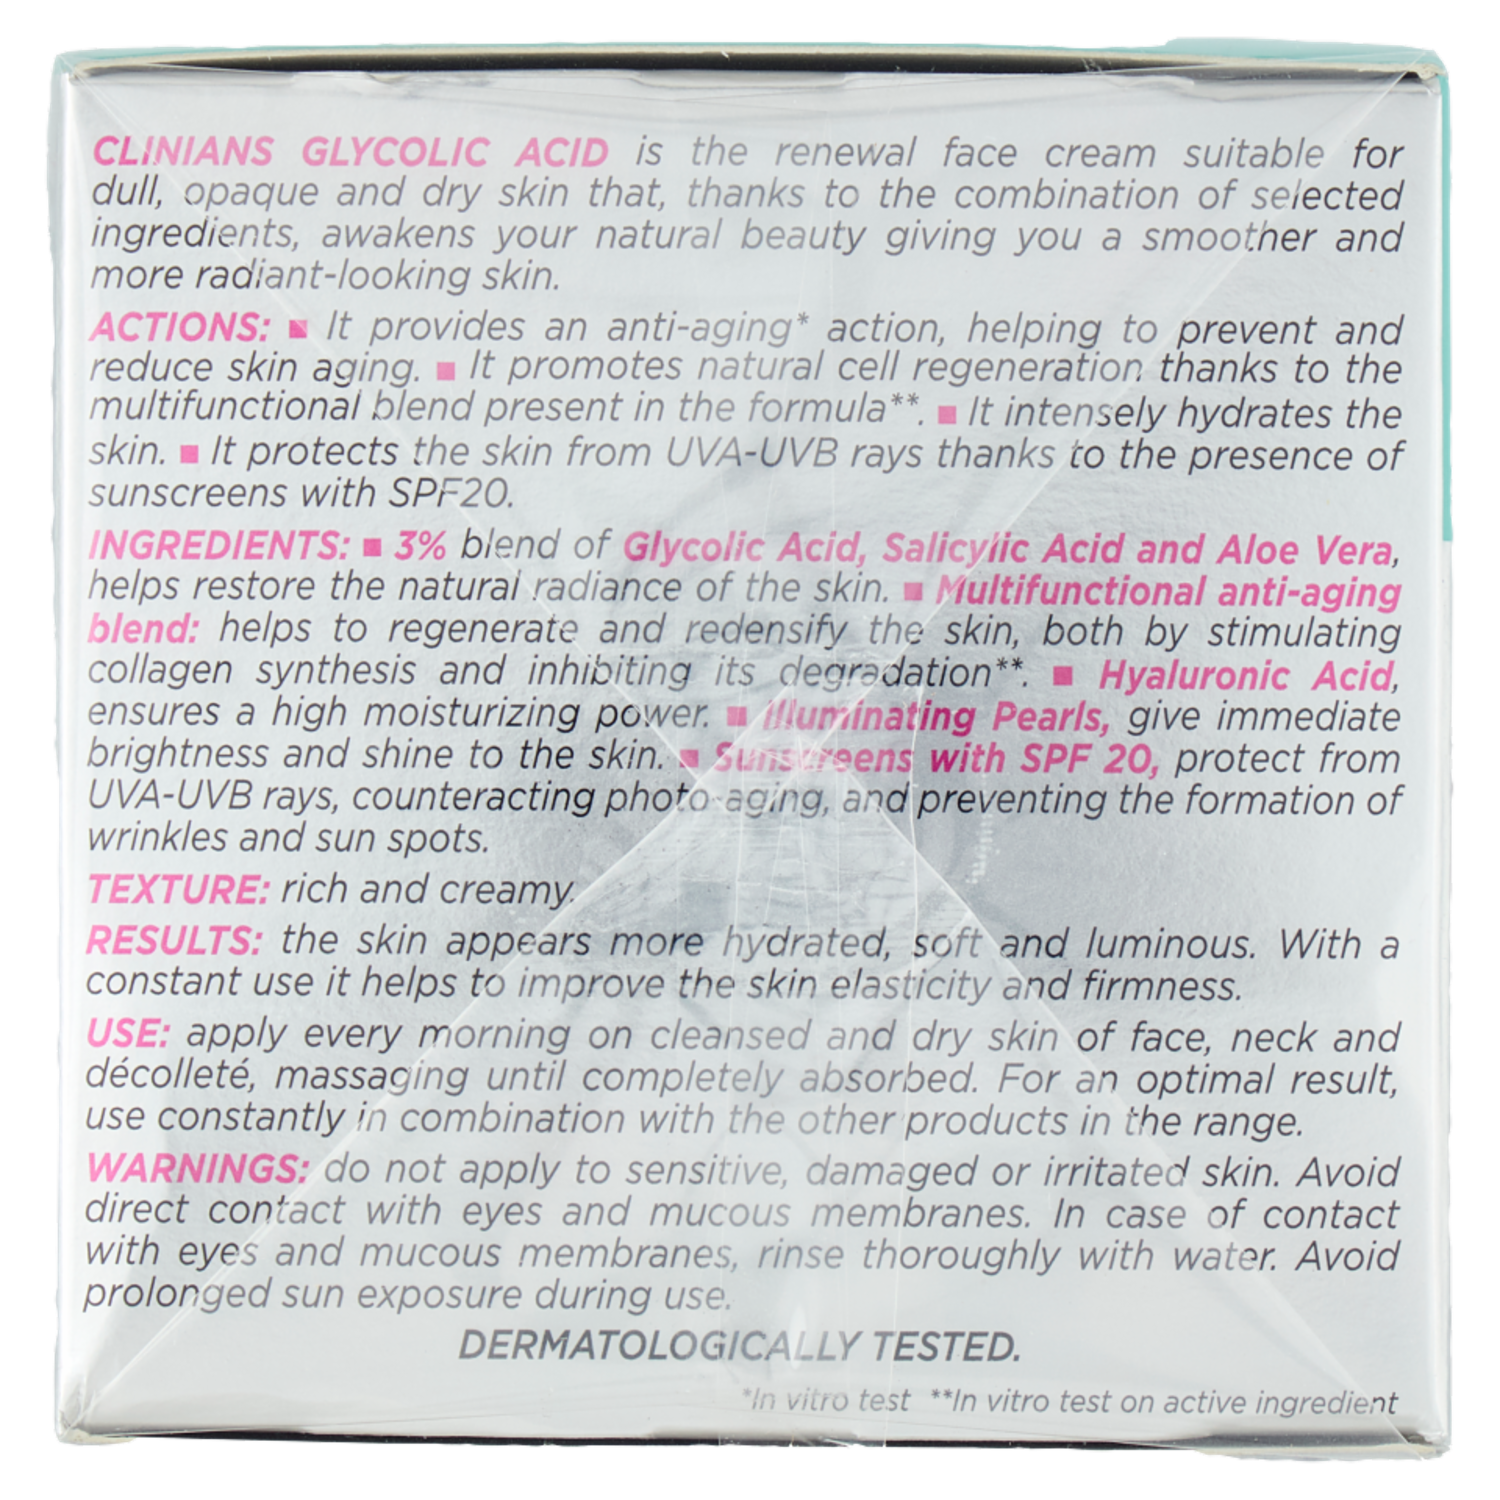 CLINIANS GLYCOLIC ACID is the renewal face cream suitable for
dull, opaque and dry skin that, thanks to the combination of selected
ingredients, awakens your natural beauty giving you a smoother and
more radiant-looking skin.
ACTIONS: ■ It provides an anti-aging* action, helping to prevent and
reduce skin aging. ■ It promotes natural cell regeneration thanks to the
multifunctional blend present in the formula**. ■ It intensely hydrates the
skin. ■ It protects the skin from UVA-UVB rays thanks to the presence of
sunscreens with SPF20.
INGREDIENTS: ■ 3% blend of Glycolic Acid, Salicylic Acid and Aloe Vera,
helps restore the natural radiance of the skin. ■ Multifunctional anti-aging
blend: helps to regenerate and redensify the skin, both by stimulating
collagen synthesis and inhibiting its degradation**. ■ Hyaluronic Acid,
ensures a high moisturizing power. ■ Illuminating Pearls, give immediate
brightness and shine to the skin. ■ Sunscreens with SPF 20, protect from
UVA-UVB rays, counteracting photo-aging, and preventing the formation of
wrinkles and sun spots.
TEXTURE: rich and creamy.
RESULTS: the skin appears more hydrated, soft and luminous. With a
constant use it helps to improve the skin elasticity and firmness.
USE: apply every morning on cleansed and dry skin of face, neck and
décolleté, massaging until completely absorbed. For an optimal result,
use constantly in combination with the other products in the range.
WARNINGS: do not apply to sensitive, damaged or irritated skin. Avoid
direct contact with eyes and mucous membranes. In case of contact
with eyes and mucous membranes, rinse thoroughly with water. Avoid
prolonged sun exposure during use.
DERMATOLOGICALLY TESTED.
*In vitro test **In vitro test on active ingredient